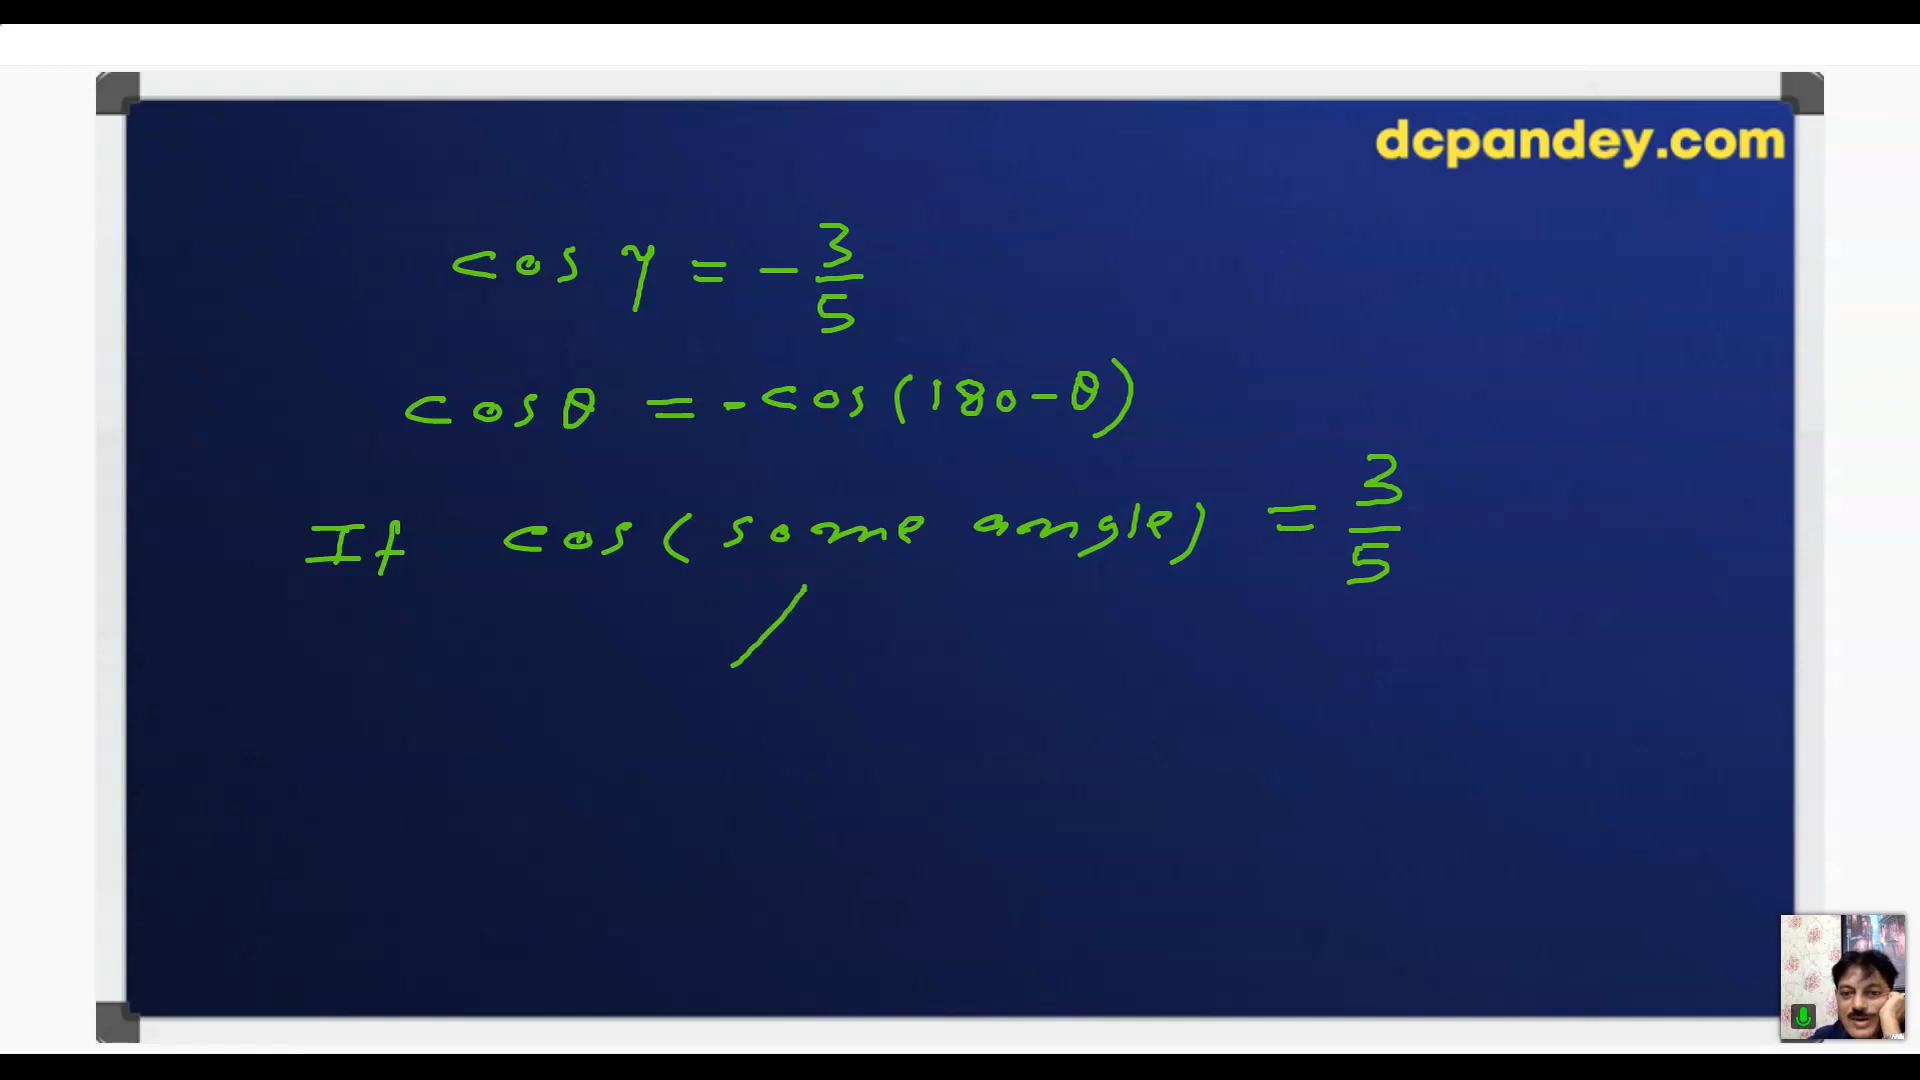 dcpandey.com
cos γ = - 3/5
cos θ = - cos (180 - θ)
If cos (some angle) = 3/5